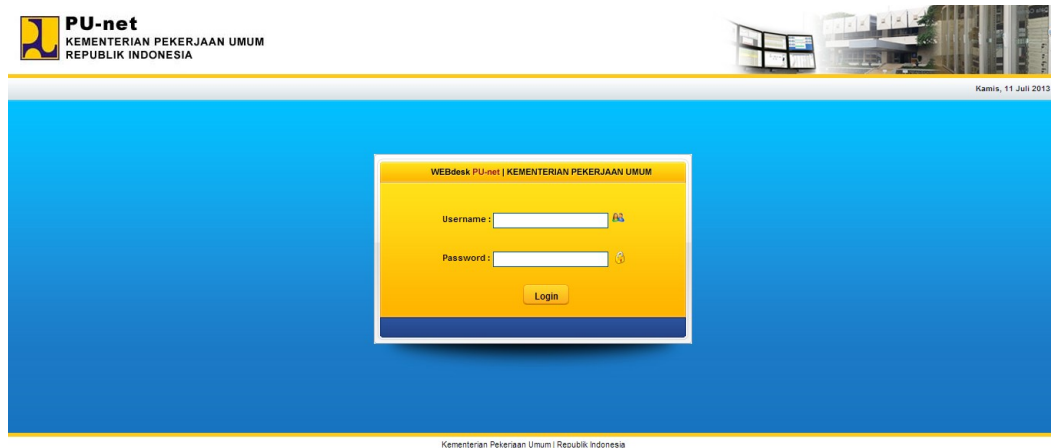 PU-net
KEMENTERIAN PEKERJAAN UMUM
REPUBLIK INDONESIA
Kamis, 11 Juli 2013
WEBdesk PU-net | KEMENTERIAN PEKERJAAN UMUM
Username :
Password :
Login
Kementerian Pekerjaan Umum | Republik Indonesia